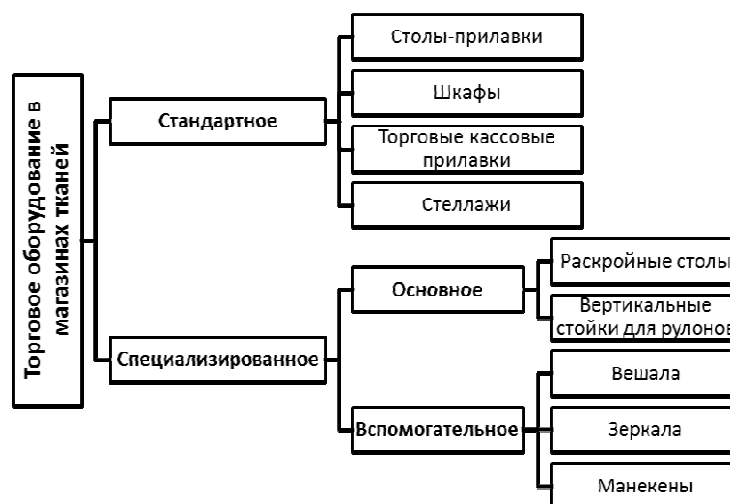 Торговое оборудование в
магазинах тканей
Стандартное
Столы-прилавки
Шкафы
Торговые кассовые
прилавки
Стеллажи
Специализированное
Основное
Раскройные столы
Вертикальные
стойки для рулонов
Вспомогательное
Вешала
Зеркала
Манекены